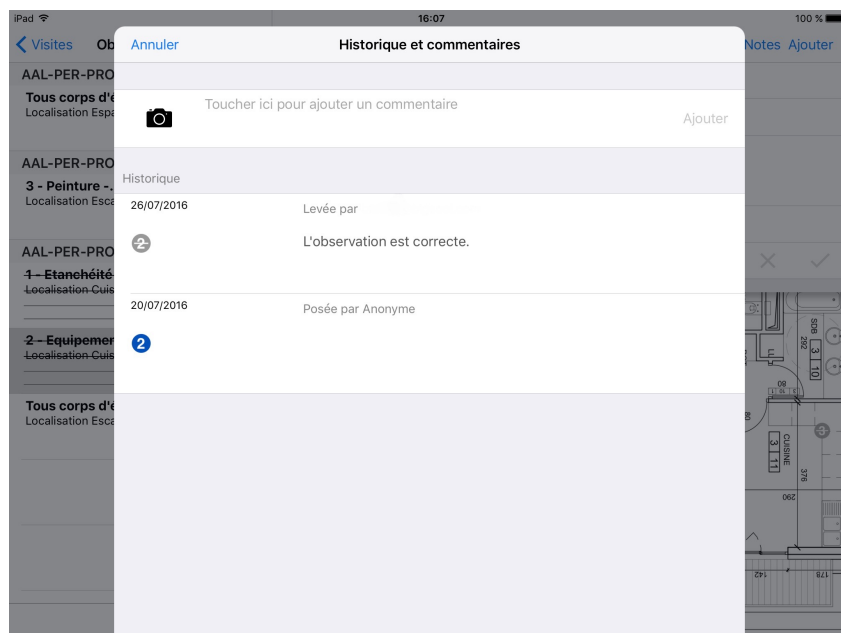 iPad 16:07 100 %
Visites Ob Annuler Historique et commentaires Notes Ajouter
AAL-PER-PRO
Tous corps d'é
Localisation Espa
Toucher ici pour ajouter un commentaire
Ajouter
AAL-PER-PRO
3 - Peinture -.
Localisation Esca
Historique
26/07/2016
Levée par
2
L'observation est correcte.
AAL-PER-PRO
1 - Etanchéité
Localisation Cuis
20/07/2016
Posée par Anonyme
2
2 - Equipemer
Localisation Cuis
Tous corps d'é
Localisation Esca
SDB
292
3 10
LL
80
80
CUISINE
3 11
376
290
142
178